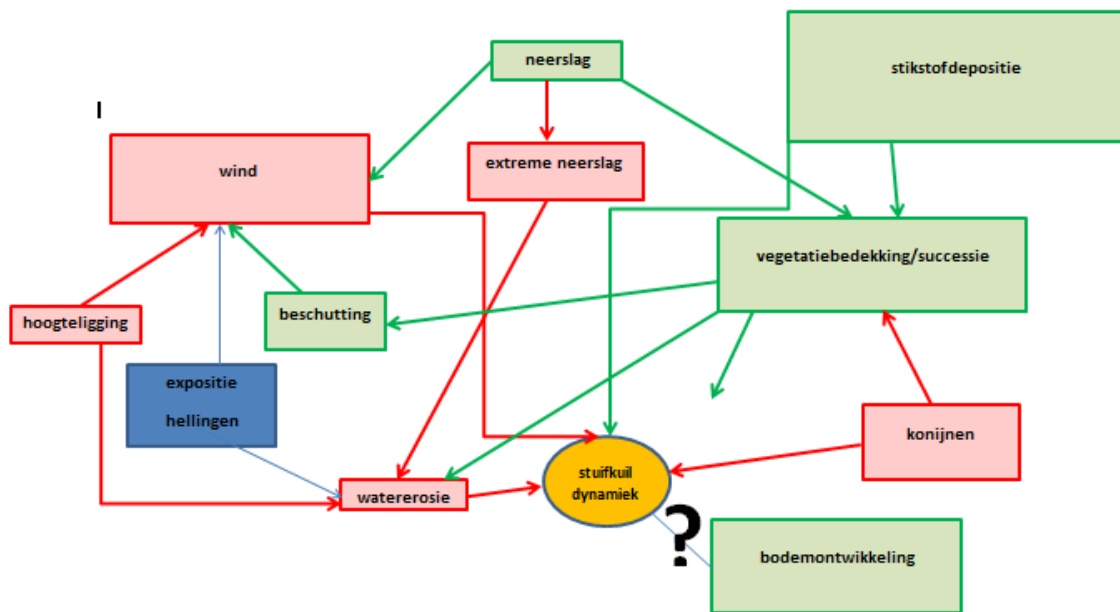 neerslag
stikstofdepositie
I
wind
extreme neerslag
vegetatiebedekking/successie
beschutting
hoogteligging
expositie
hellingen
konijnen
stuifkuil
dynamiek
watererosie
?
bodemontwikkeling